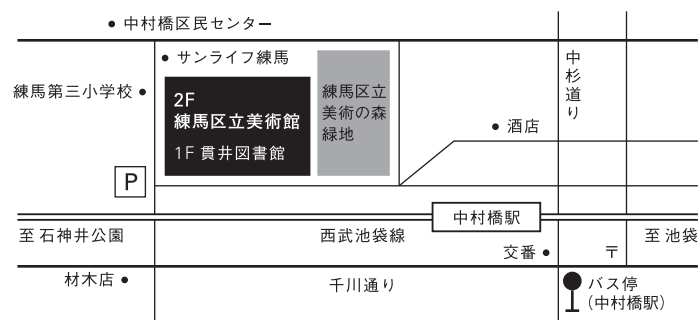 中村橋区民センター
サンライフ練馬
中杉通り
練馬第三小学校
2F
練馬区立美術館
1F 貫井図書館
練馬区立
美術の森
緑地
酒店
P
中村橋駅
至 石神井公園
西武池袋線
至 池袋
交番
〒
材木店
千川通り
バス停
(中村橋駅)